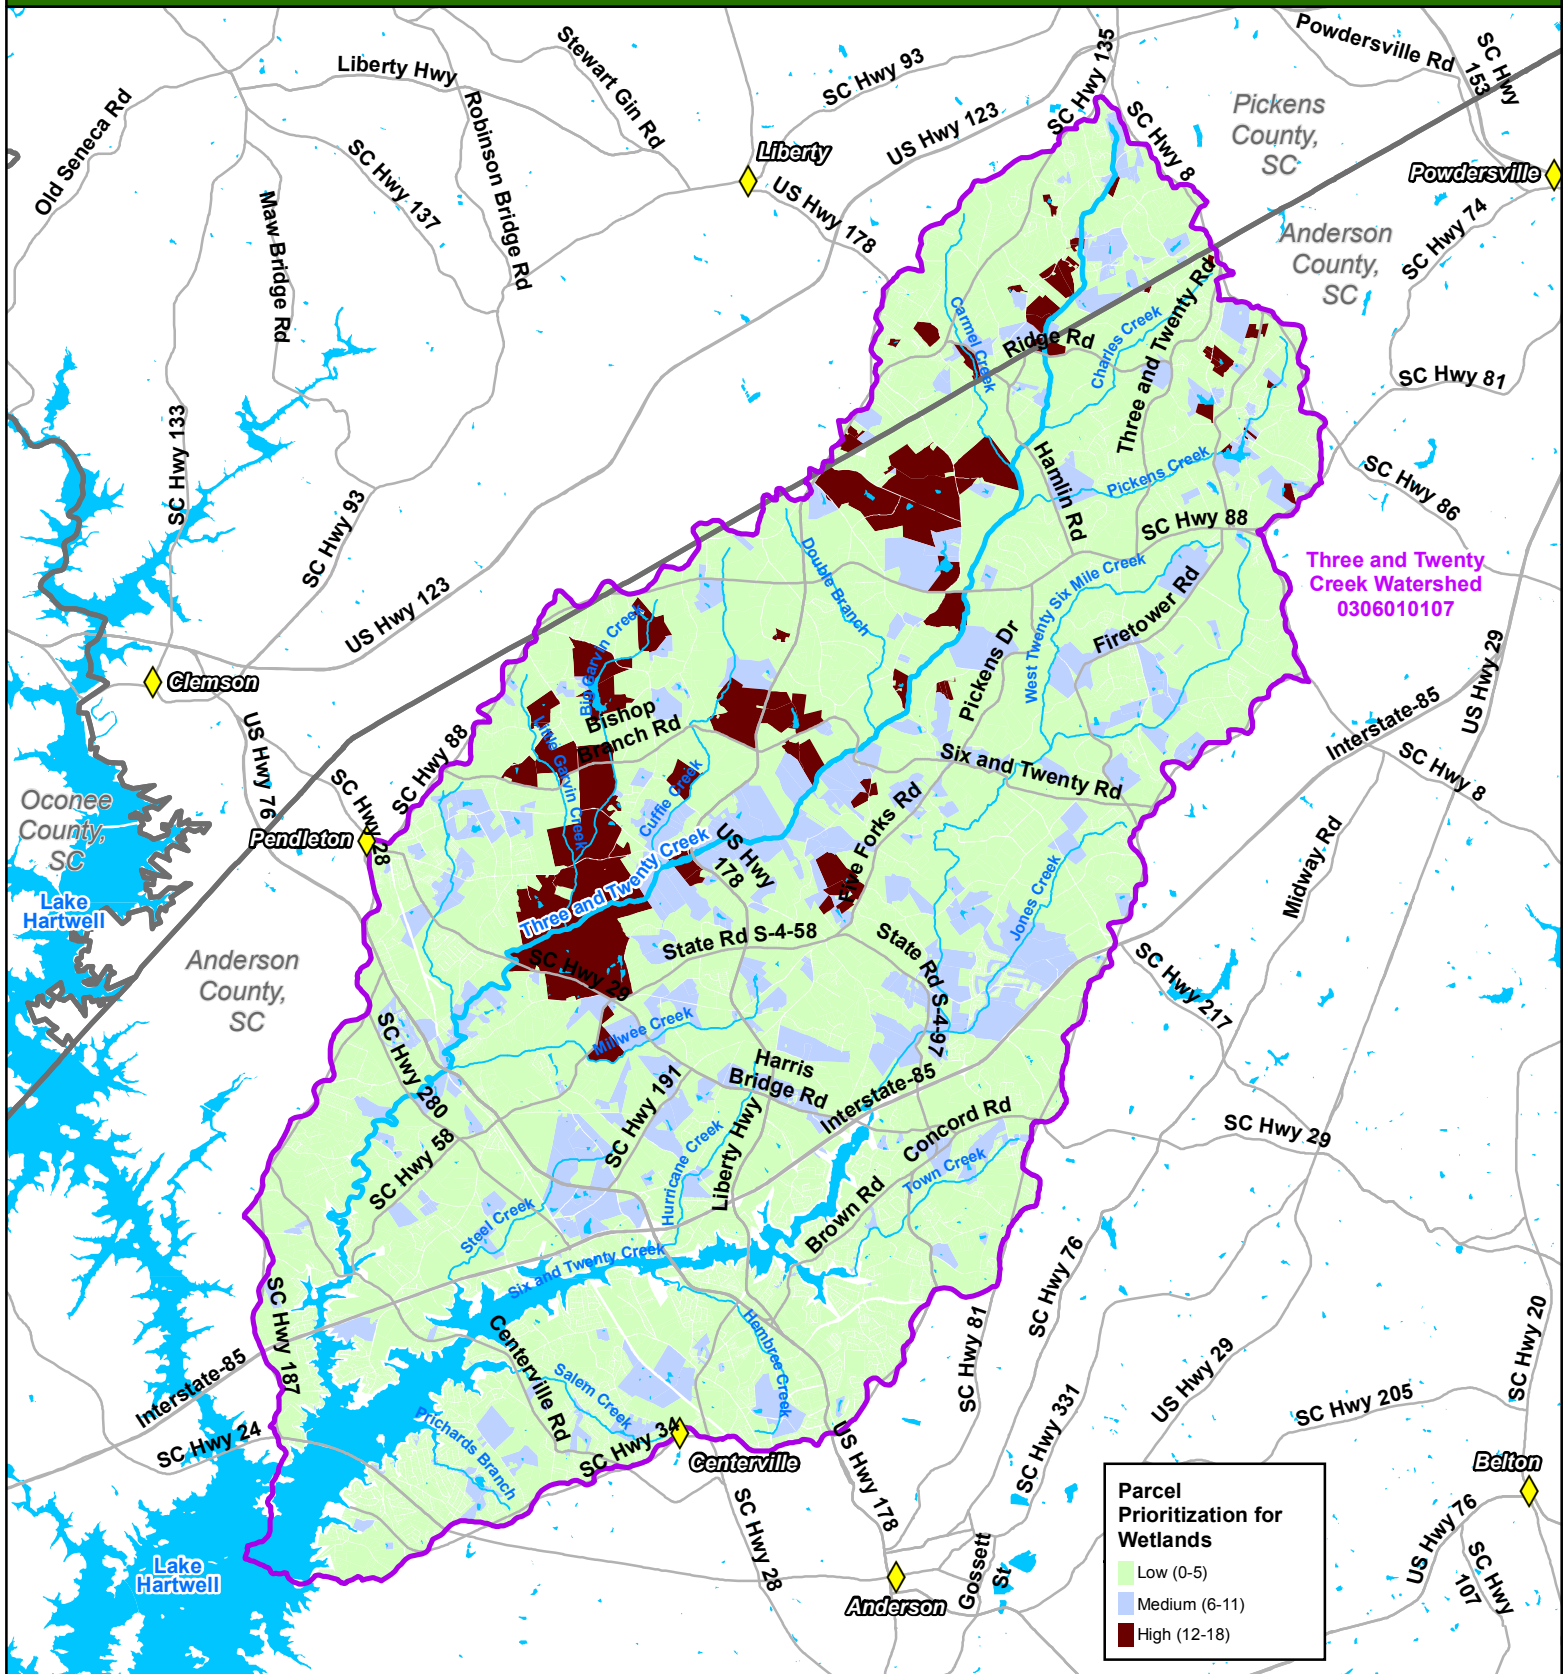 Powdersville Rd
SC Hwy
153
Stewart Gin Rd
SC Hwy 135
Liberty Hwy
SC Hwy 93
Old Seneca Rd
Robinson Bridge Rd
US Hwy 123
SC Hwy 8
Pickens
County,
SC
SC Hwy 137
Liberty
Powdersville
US Hwy 178
Maw Bridge Rd
SC Hwy 74
Anderson
County,
SC
Three and Twenty Rd
Carmel Creek
Charles Creek
Ridge Rd
SC Hwy 81
SC Hwy 133
Hamlin Rd
Pickens Creek
SC Hwy 86
SC Hwy 93
SC Hwy 88
Double Branch
Three and Twenty
Creek Watershed
0306010107
West Twenty Six Mile Creek
Firetower Rd
US Hwy 123
Big Garvin Creek
Pickens Dr
US Hwy 29
Clemson
Bishop
Branch Rd
Little Garvin Creek
Interstate-85
US Hwy 76
SC Hwy 88
Six and Twenty Rd
SC Hwy 8
SC Hwy
28
Oconee
County,
SC
Cuffie Creek
Five Forks Rd
Pendleton
US Hwy
178
Midway Rd
Three and Twenty Creek
Jones Creek
Lake
Hartwell
State Rd S-4-58
State Rd S-4-97
SC Hwy 29
SC Hwy 217
Anderson
County,
SC
Millwee Creek
SC Hwy 280
Harris
Bridge Rd
SC Hwy 191
Interstate-85
Concord Rd
SC Hwy 29
SC Hwy 58
Hurricane Creek
Liberty Hwy
Town Creek
Brown Rd
Steel Creek
Six and Twenty Creek
SC Hwy 76
SC Hwy 187
Centerville Rd
Hembree Creek
SC Hwy 81
SC Hwy 20
Interstate-85
Salem Creek
US Hwy 29
SC Hwy 331
SC Hwy 205
Prichards Branch
SC Hwy 24
SC Hwy 34
US Hwy 178
Centerville
Belton
SC Hwy 28
US Hwy 76
SC Hwy
107
Gossett
St
Lake
Hartwell
Anderson
Parcel
Prioritization for
Wetlands
Low (0-5)
Medium (6-11)
High (12-18)